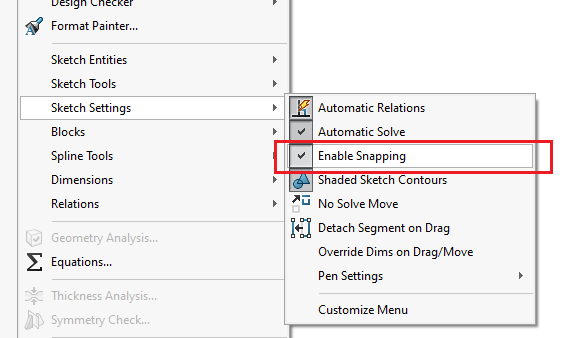 Design Checker
Format Painter...
Sketch Entities
Sketch Tools
Sketch Settings
Blocks
Spline Tools
Dimensions
Relations
Geometry Analysis...
Equations...
Thickness Analysis...
Symmetry Check...
Automatic Relations
Automatic Solve
Enable Snapping
Shaded Sketch Contours
No Solve Move
Detach Segment on Drag
Override Dims on Drag/Move
Pen Settings
Customize Menu